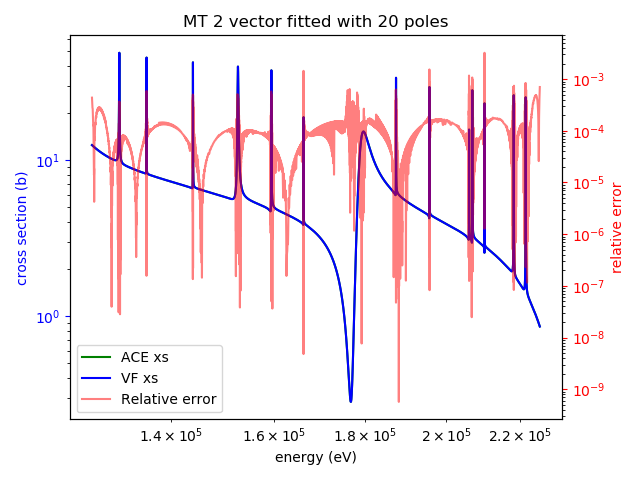 MT 2 vector fitted with 20 poles
cross section (b)
10¹
10⁰
10⁻³
10⁻⁴
10⁻⁵
10⁻⁶
10⁻⁷
10⁻⁸
10⁻⁹
relative error
ACE xs
VF xs
Relative error
1.4 × 10⁵ 1.6 × 10⁵ 1.8 × 10⁵ 2 × 10⁵ 2.2 × 10⁵
energy (eV)